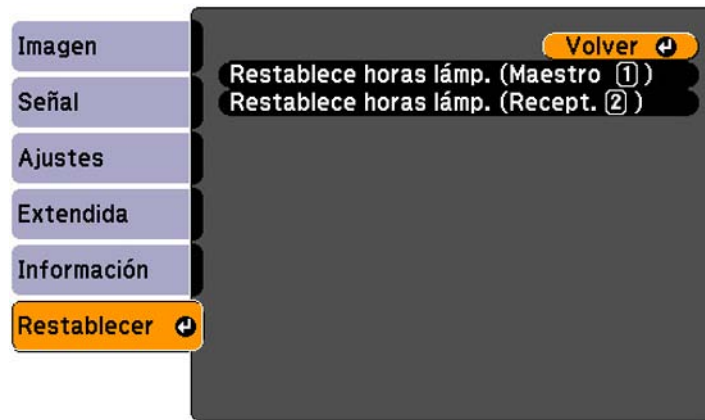 Imagen
Señal
Ajustes
Extendida
Información
Restablecer
Volver
Restablece horas lámp. (Maestro 1)
Restablece horas lámp. (Recept. 2)